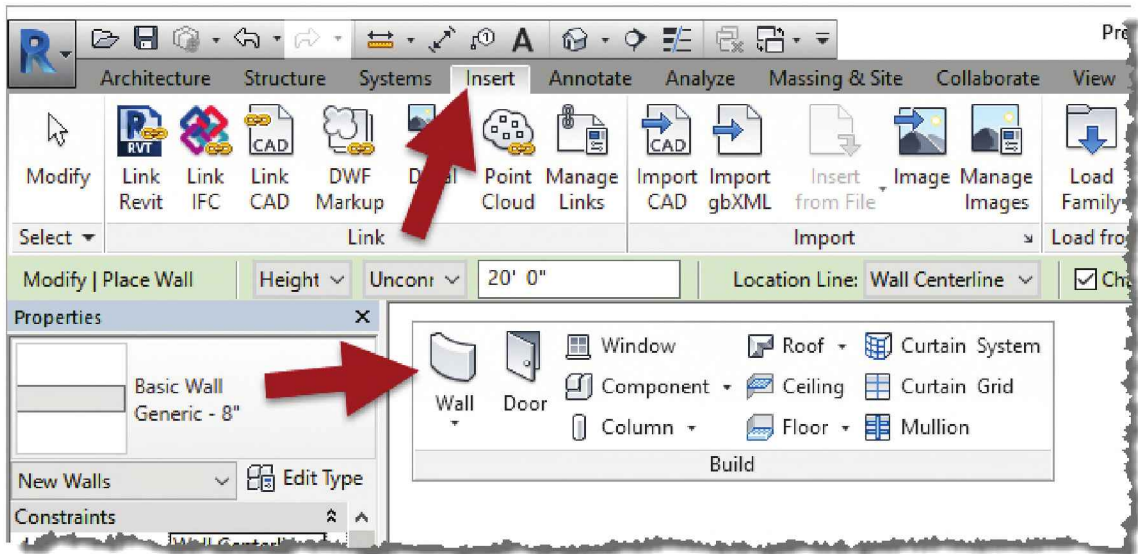 Pre
Architecture Structure Systems Insert Annotate Analyze Massing & Site Collaborate View
RVT CAD CAD
Modify Link Link Link DWF Point Manage Import Import Insert Image Manage Load
Revit IFC CAD Markup Cloud Links CAD gbXML from File Images Family
Select Link Import Load fro
Modify | Place Wall Height Unconr 20' 0" Location Line: Wall Centerline Ch
Properties
Basic Wall
Generic - 8"
New Walls Edit Type
Constraints
Window Roof Curtain System
Component Ceiling Curtain Grid
Wall Door
Column Floor Mullion
Build